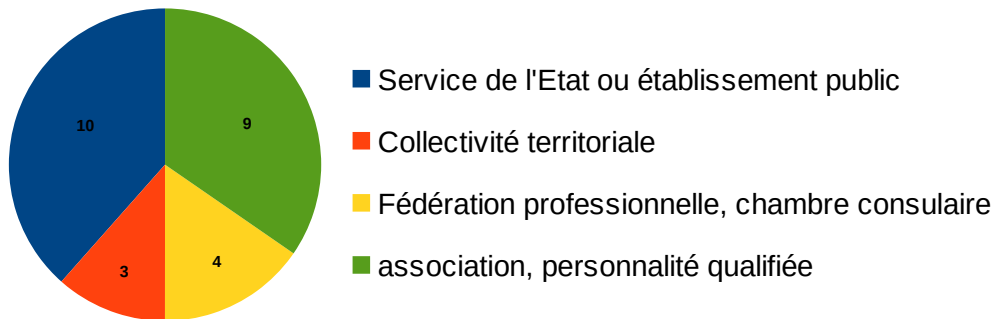 10
9
3
4
Service de l'Etat ou établissement public
Collectivité territoriale
Fédération professionnelle, chambre consulaire
association, personnalité qualifiée